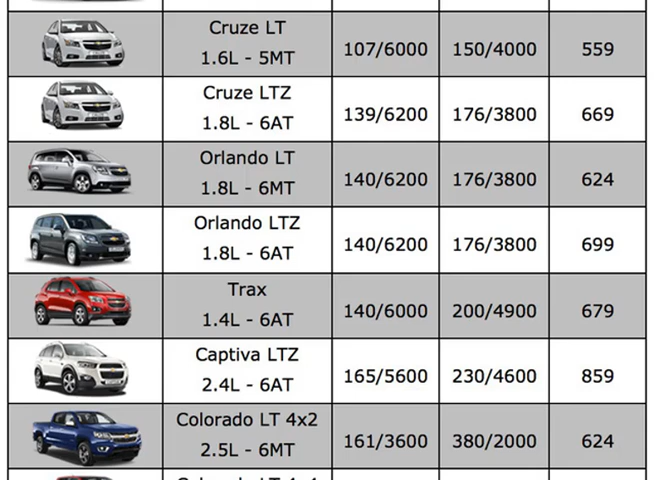 Cruze LT
1.6L - 5MT
107/6000 150/4000 559
Cruze LTZ
1.8L - 6AT
139/6200 176/3800 669
Orlando LT
1.8L - 6MT
140/6200 176/3800 624
Orlando LTZ
1.8L - 6AT
140/6200 176/3800 699
Trax
1.4L - 6AT
140/6000 200/4900 679
Captiva LTZ
2.4L - 6AT
165/5600 230/4600 859
Colorado LT 4x2
2.5L - 6MT
161/3600 380/2000 624